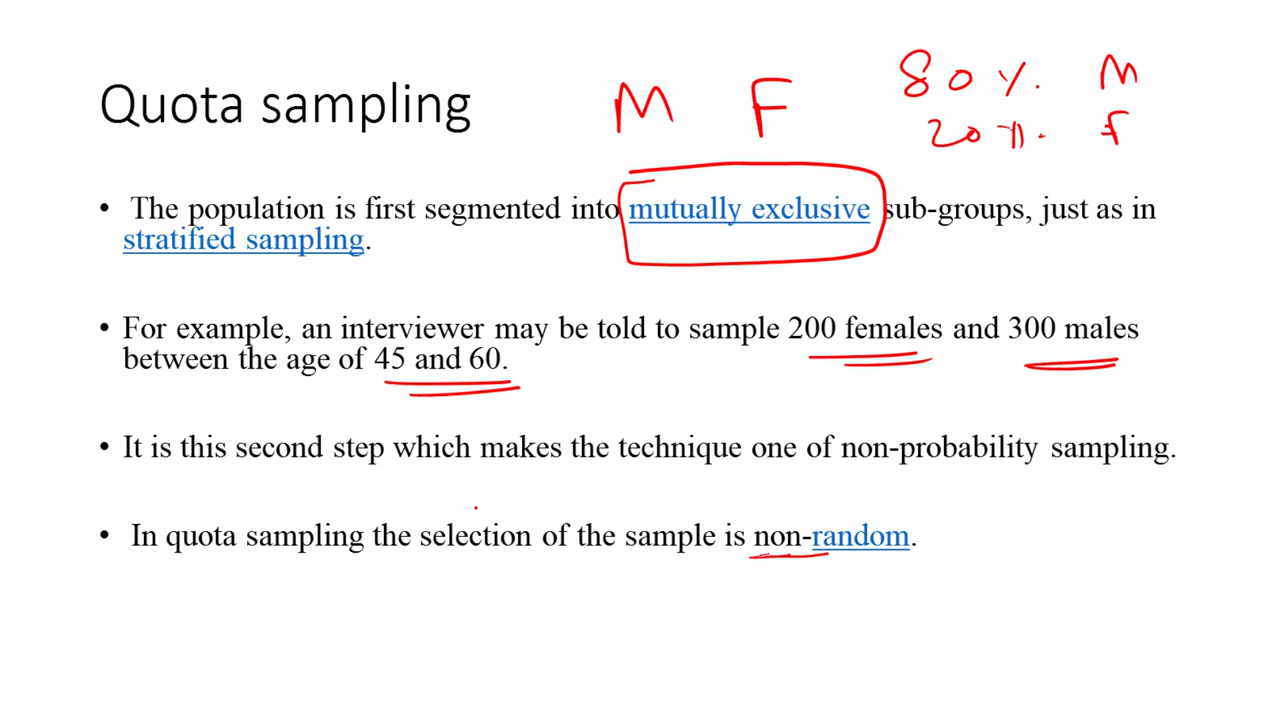 Quota sampling
M F
80 %. M
20 %. F
• The population is first segmented into mutually exclusive sub-groups, just as in
stratified sampling.
• For example, an interviewer may be told to sample 200 females and 300 males
between the age of 45 and 60.
• It is this second step which makes the technique one of non-probability sampling.
• In quota sampling the selection of the sample is non-random.